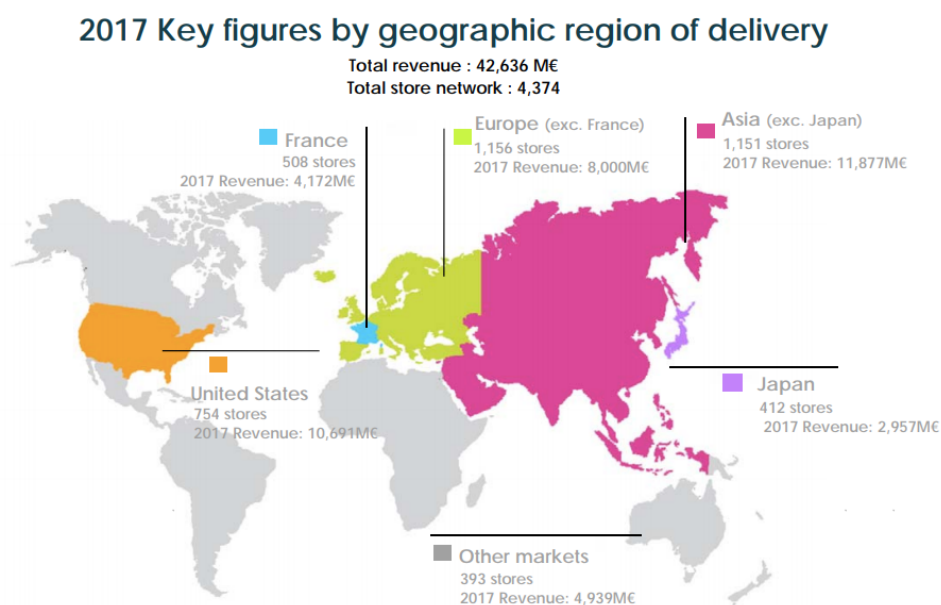 2017 Key figures by geographic region of delivery
Total revenue : 42,636 M€
Total store network : 4,374
France
508 stores
2017 Revenue: 4,172M€
Europe (exc. France)
1,156 stores
2017 Revenue: 8,000M€
Asia (exc. Japan)
1,151 stores
2017 Revenue: 11,877M€
United States
754 stores
2017 Revenue: 10,691M€
Japan
412 stores
2017 Revenue: 2,957M€
Other markets
393 stores
2017 Revenue: 4,939M€